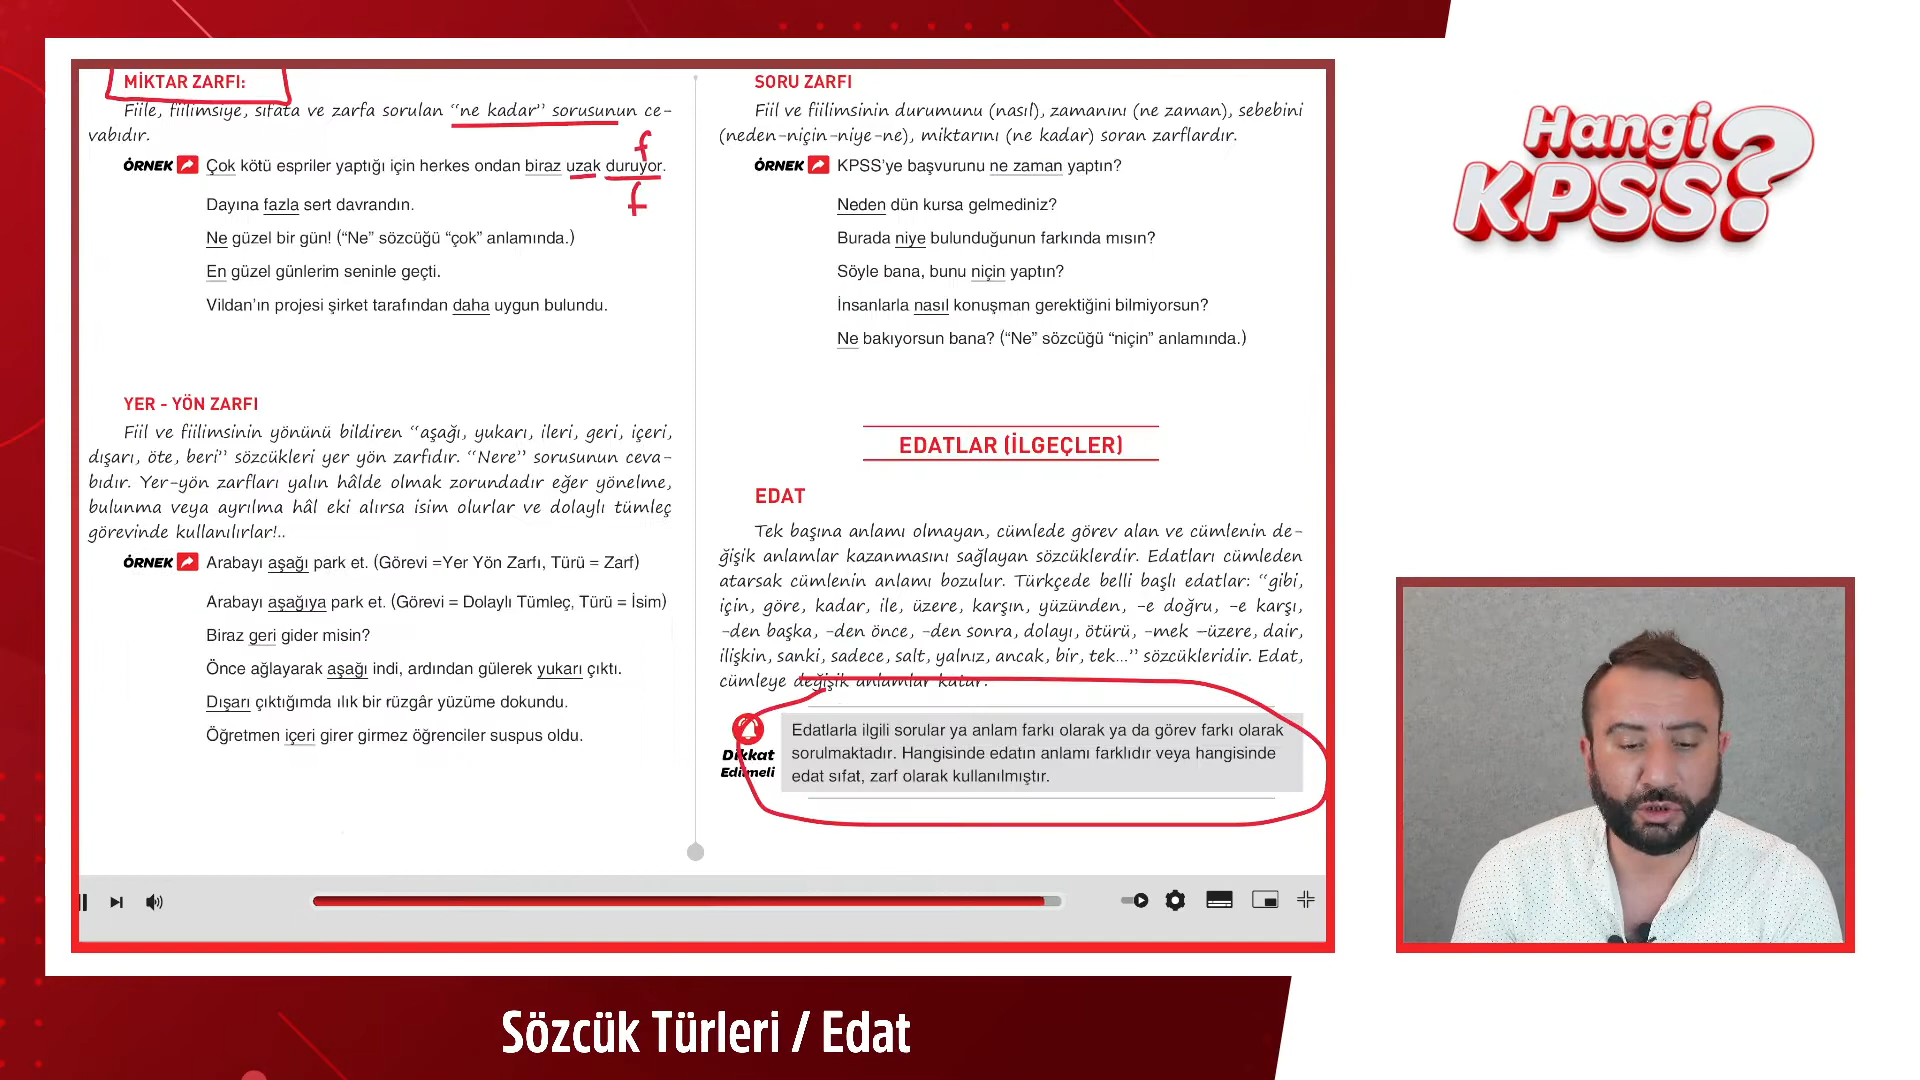 MİKTAR ZARFI:
Fiile, fiilimsiye, sıfata ve zarfa sorulan “ne kadar” sorusunun ce-
vabıdır.
f
ÖRNEK Çok kötü espriler yaptığı için herkes ondan biraz uzak duruyor.
f
Dayına fazla sert davrandın.
Ne güzel bir gün! (“Ne” sözcüğü “çok” anlamında.)
En güzel günlerim seninle geçti.
Vildan’ın projesi şirket tarafından daha uygun bulundu.
YER - YÖN ZARFI
Fiil ve fiilimsinin yönünü bildiren “aşağı, yukarı, ileri, geri, içeri,
dışarı, öte, beri” sözcükleri yer yön zarfıdır. “Nere” sorusunun ceva-
bıdır. Yer-yön zarfları yalın hâlde olmak zorundadır eğer yönelme,
bulunma veya ayrılma hâl eki alırsa isim olurlar ve dolaylı tümleç
görevinde kullanılırlar!..
ÖRNEK Arabayı aşağı park et. (Görevi =Yer Yön Zarfı, Türü = Zarf)
Arabayı aşağıya park et. (Görevi = Dolaylı Tümleç, Türü = İsim)
Biraz geri gider misin?
Önce ağlayarak aşağı indi, ardından gülerek yukarı çıktı.
Dışarı çıktığımda ılık bir rüzgâr yüzüme dokundu.
Öğretmen içeri girer girmez öğrenciler suspus oldu.
SORU ZARFI
Fiil ve fiilimsinin durumunu (nasıl), zamanını (ne zaman), sebebini
(neden-niçin-niye-ne), miktarını (ne kadar) soran zarflardır.
ÖRNEK KPSS’ye başvurunu ne zaman yaptın?
Neden dün kursa gelmediniz?
Burada niye bulunduğunun farkında mısın?
Söyle bana, bunu niçin yaptın?
İnsanlarla nasıl konuşman gerektiğini bilmiyorsun?
Ne bakıyorsun bana? (“Ne” sözcüğü “niçin” anlamında.)
EDATLAR (İLGEÇLER)
EDAT
Tek başına anlamı olmayan, cümlede görev alan ve cümlenin de-
ğişik anlamlar kazanmasını sağlayan sözcüklerdir. Edatları cümleden
atarsak cümlenin anlamı bozulur. Türkçede belli başlı edatlar: “gibi,
için, göre, kadar, ile, üzere, karşın, yüzünden, -e doğru, -e karşı,
-den başka, -den önce, -den sonra, dolayı, ötürü, -mek –üzere, dair,
ilişkin, sanki, sadece, salt, yalnız, ancak, bir, tek...” sözcükleridir. Edat,
cümleye değişik anlamlar katar.
Dikkat
Edilmeli
Edatlarla ilgili sorular ya anlam farkı olarak ya da görev farkı olarak
sorulmaktadır. Hangisinde edatın anlamı farklıdır veya hangisinde
edat sıfat, zarf olarak kullanılmıştır.
Hangi
KPSS?
Sözcük Türleri / Edat